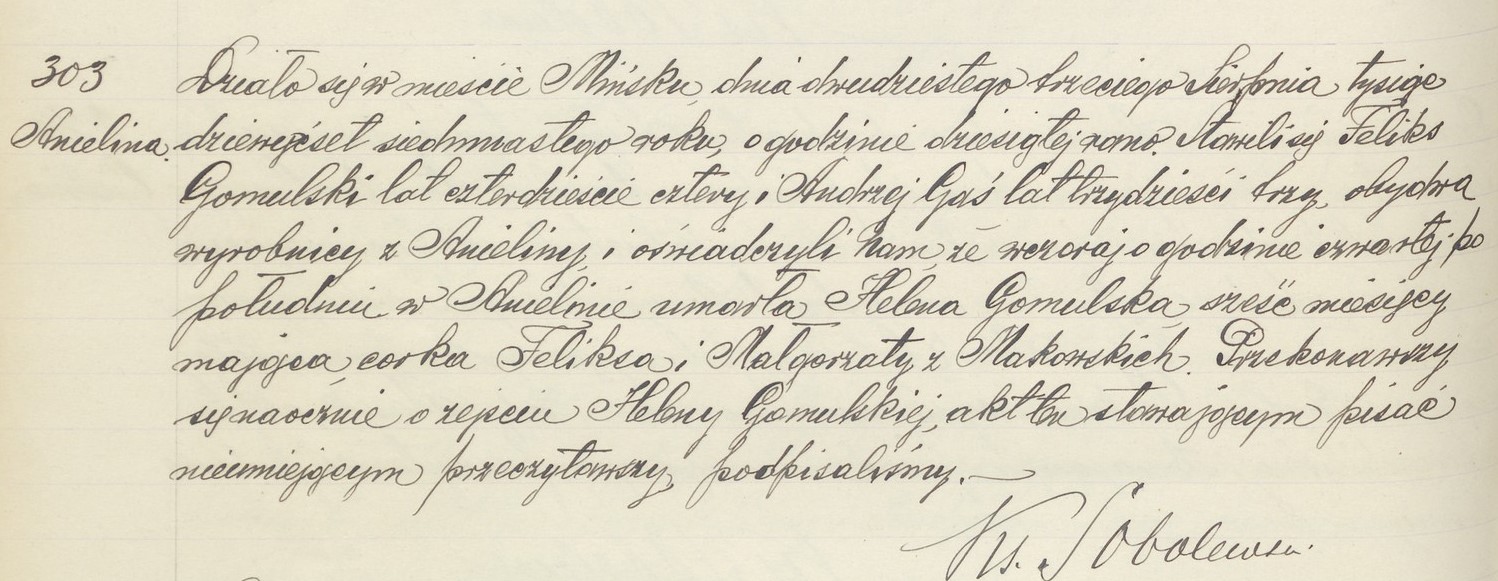 303
Anielina.
Działo się w mieście Mińsku, dnia dwudziestego trzeciego Sierpnia tysiąc
dziewięćset siedmnastego roku, o godzinie dziesiątej rano. Stawili się Feliks
Gomulski lat czterdzieście cztery i Andrzej Gaś lat trzydzieści trzy, obydwa
wyrobnicy z Anieliny, i oświadczyli nam, że wczoraj o godzinie czwartej po
południu w Anielinie umarła Helena Gomulska, sześć miesięcy
mająca, corka Feliksa i Małgorzaty z Makowskich. Przekonawszy
się naocznie o zejściu Heleny Gomulskiej, akt ten stawającym pisać
nieumiejącym przeczytawszy, podpisaliśmy.—
Ks. Sobolewski